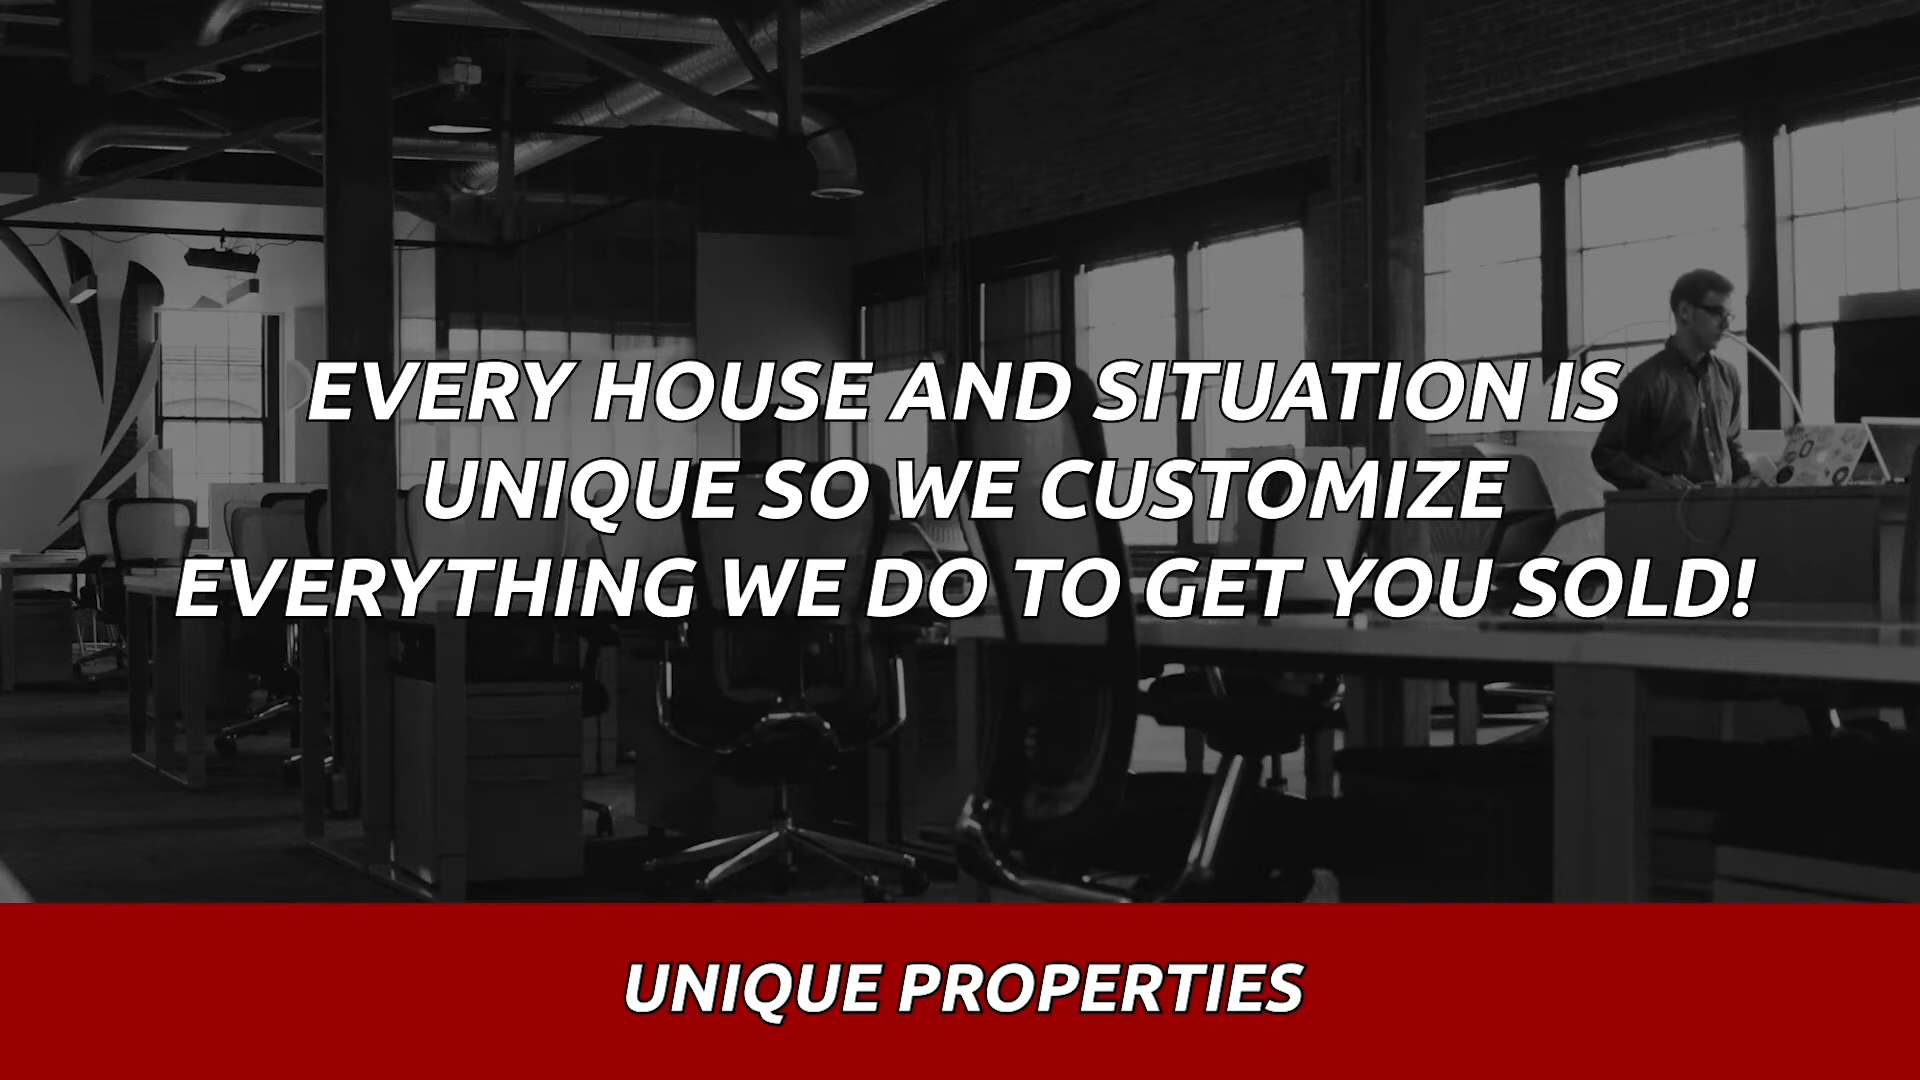 EVERY HOUSE AND SITUATION IS
UNIQUE SO WE CUSTOMIZE
EVERYTHING WE DO TO GET YOU SOLD!
UNIQUE PROPERTIES